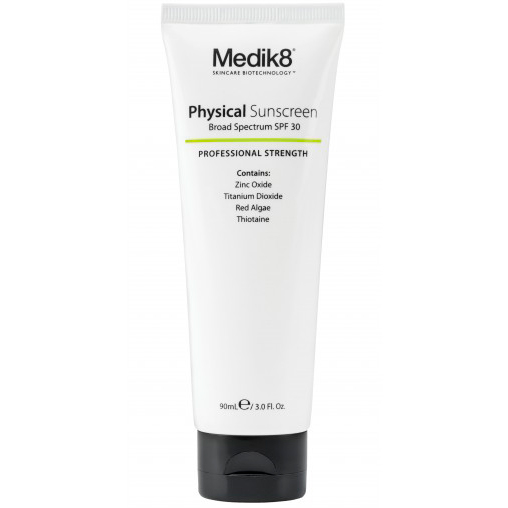 Medik8®
SKINCARE BIOTECHNOLOGY™
Physical Sunscreen
Broad Spectrum SPF 30
PROFESSIONAL STRENGTH
Contains:
Zinc Oxide
Titanium Dioxide
Red Algae
Thiotaine
90mL ℮ / 3.0 Fl. Oz.